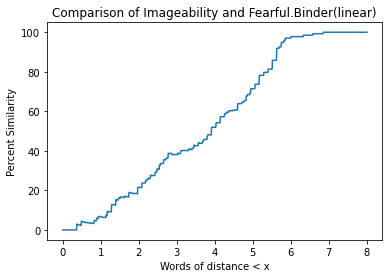 Comparison of Imageability and Fearful.Binder(linear)
Percent Similarity
100
80
60
40
20
0
0 1 2 3 4 5 6 7 8
Words of distance < x